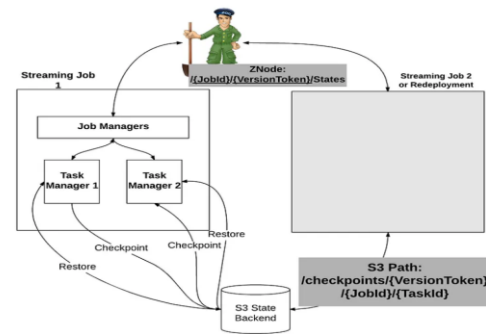 ZNode:
/{JobId}/{VersionToken}/States
Streaming Job
1
Streaming Job 2
or Redeployment
Job Managers
Task
Manager 1
Task
Manager 2
Restore
Checkpoint
Checkpoint
Restore
S3 Path:
/checkpoints/{VersionToken}
/{JobId}/{TaskId}
S3 State
Backend